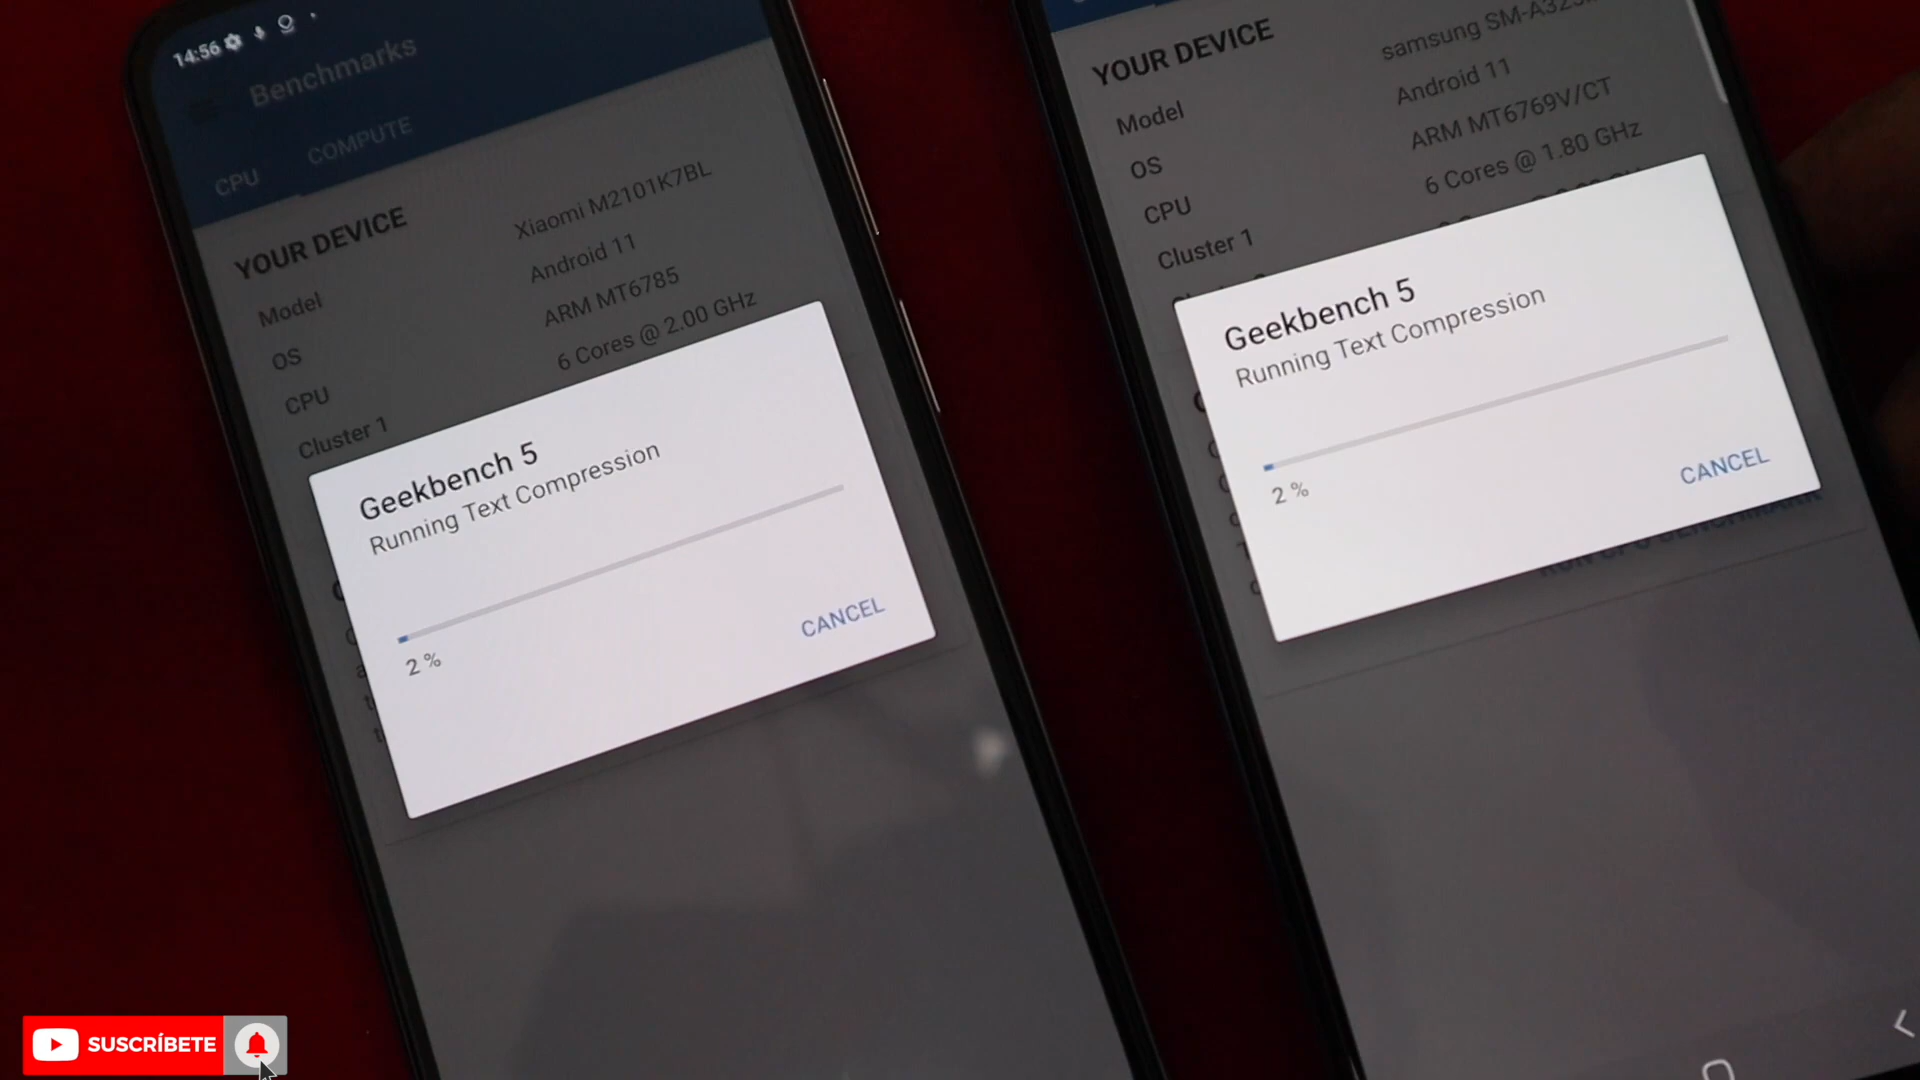 14:56
Benchmarks
CPU
COMPUTE
YOUR DEVICE
Model
Xiaomi M2101K7BL
OS
Android 11
CPU
ARM MT6785
Cluster 1
6 Cores @ 2.00 GHz
Geekbench 5
Running Text Compression
2 %
CANCEL
YOUR DEVICE
Model
samsung
OS
Android 11
CPU
ARM MT6769V/CT
Cluster 1
6 Cores @ 1.80 GHz
Geekbench 5
Running Text Compression
2 %
CANCEL
SUSCRÍBETE